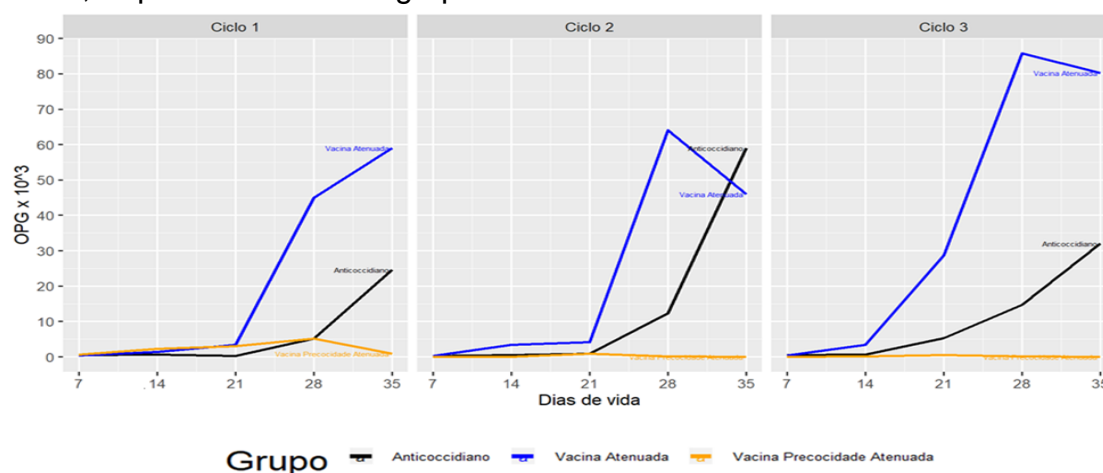 Ciclo 1 Ciclo 2 Ciclo 3
90
80
70
60
50
40
30
20
10
0
OPG x 10^3
Vacina Atenuada
Anticoccidiano
Vacina Precocidade Atenuada
Anticoccidiano
Vacina Atenuada
Vacina Atenuada
Anticoccidiano
7 14 21 28 35 7 14 21 28 35 7 14 21 28 35
Dias de vida
Grupo Anticoccidiano Vacina Atenuada Vacina Precocidade Atenuada